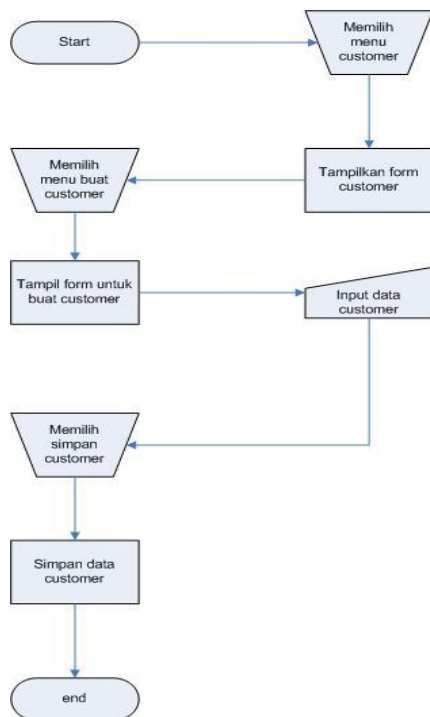 Start
Memilih
menu
customer
Tampilkan form
customer
Memilih
menu buat
customer
Tampil form untuk
buat customer
Input data
customer
Memilih
simpan
customer
Simpan data
customer
end